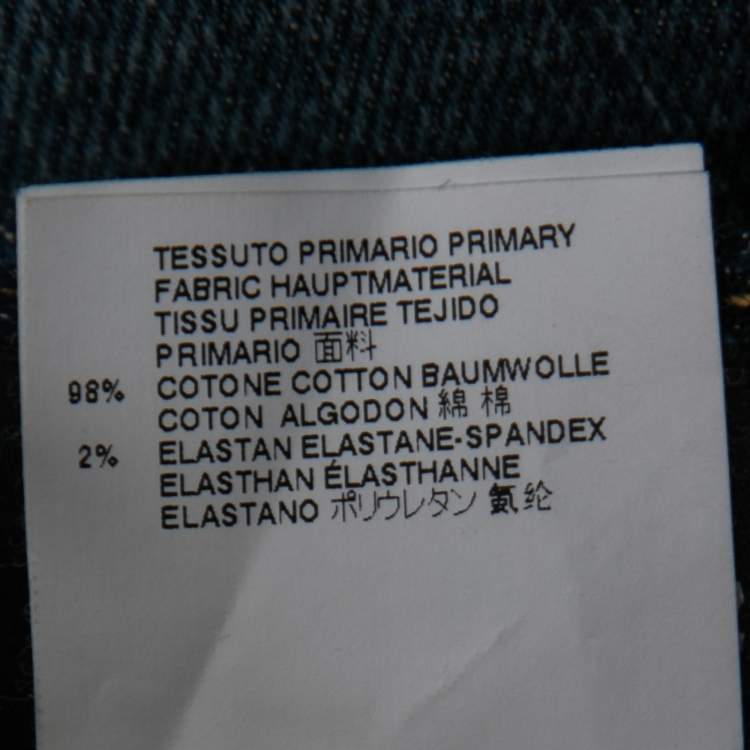 TESSUTO PRIMARIO PRIMARY
FABRIC HAUPTMATERIAL
TISSU PRIMAIRE TEJIDO
PRIMARIO 面料
98% COTONE COTTON BAUMWOLLE
COTON ALGODON 綿 棉
2% ELASTAN ELASTANE-SPANDEX
ELASTHAN ÉLASTHANNE
ELASTANO ポリウレタン 氨纶